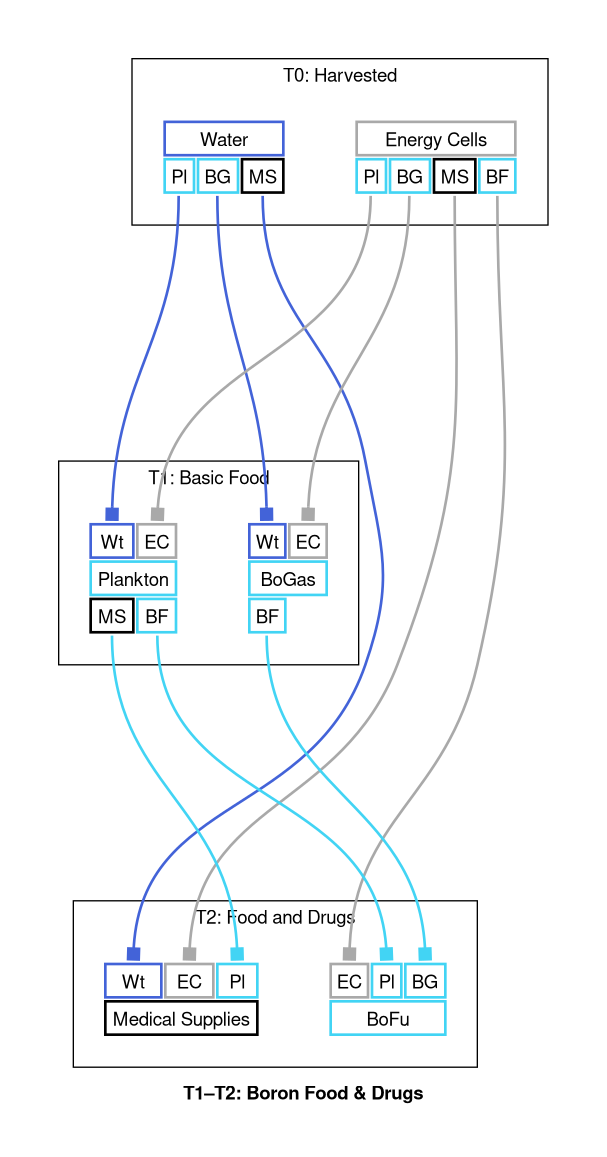 T0: Harvested
Water Energy Cells
Pl BG MS Pl BG MS BF
T1: Basic Food
Wt EC Wt EC
Plankton BoGas
MS BF BF
T2: Food and Drugs
Wt EC Pl EC Pl BG
Medical Supplies BoFu
T1–T2: Boron Food & Drugs